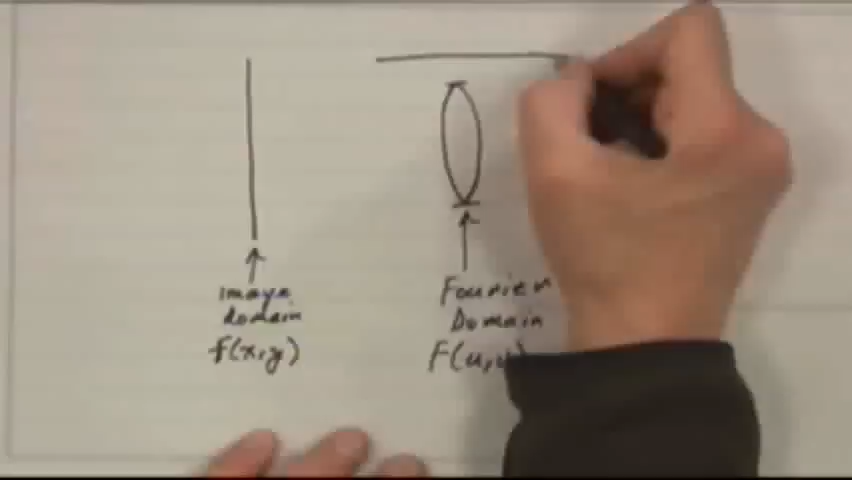 Image
domain
f(x,y)
Fourier
Domain
F(u,v)